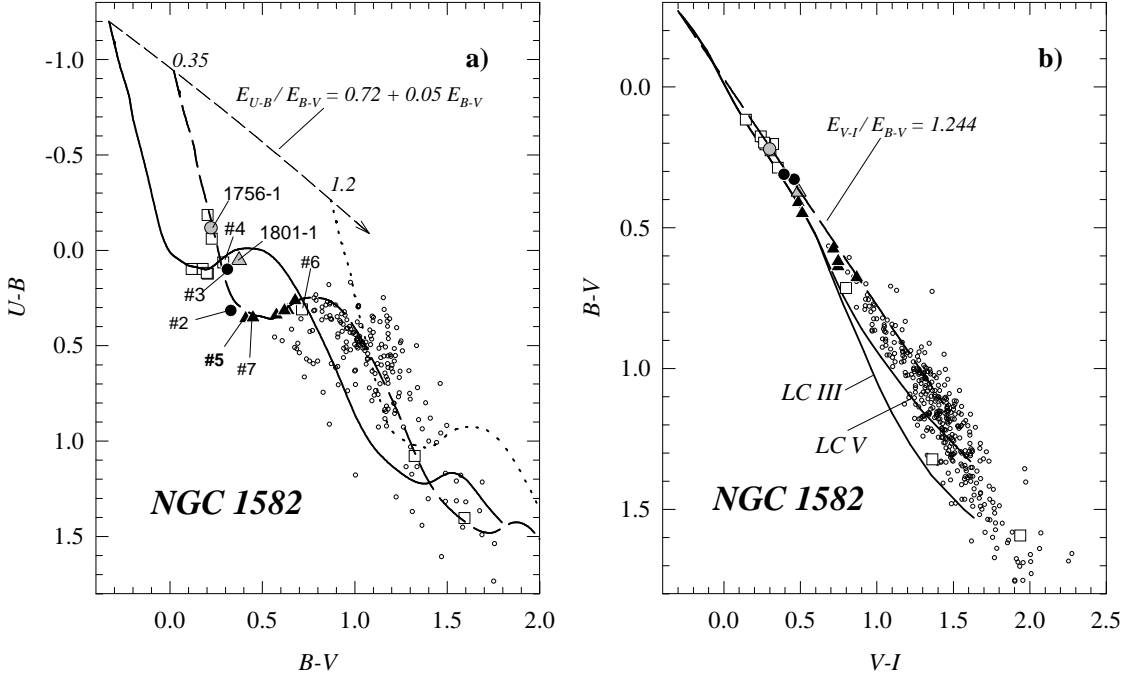 a)
-1.0
-0.5
0.0
0.5
1.0
1.5
U-B
0.35
E_{U-B} / E_{B-V} = 0.72 + 0.05 E_{B-V}
1.2
1756-1
#4
1801-1
#6
#3
#2
#5
#7
NGC 1582
0.0
0.5
1.0
1.5
2.0
B-V
b)
0.0
0.5
1.0
1.5
B-V
E_{V-I} / E_{B-V} = 1.244
LC III
LC V
NGC 1582
0.0
0.5
1.0
1.5
2.0
2.5
V-I